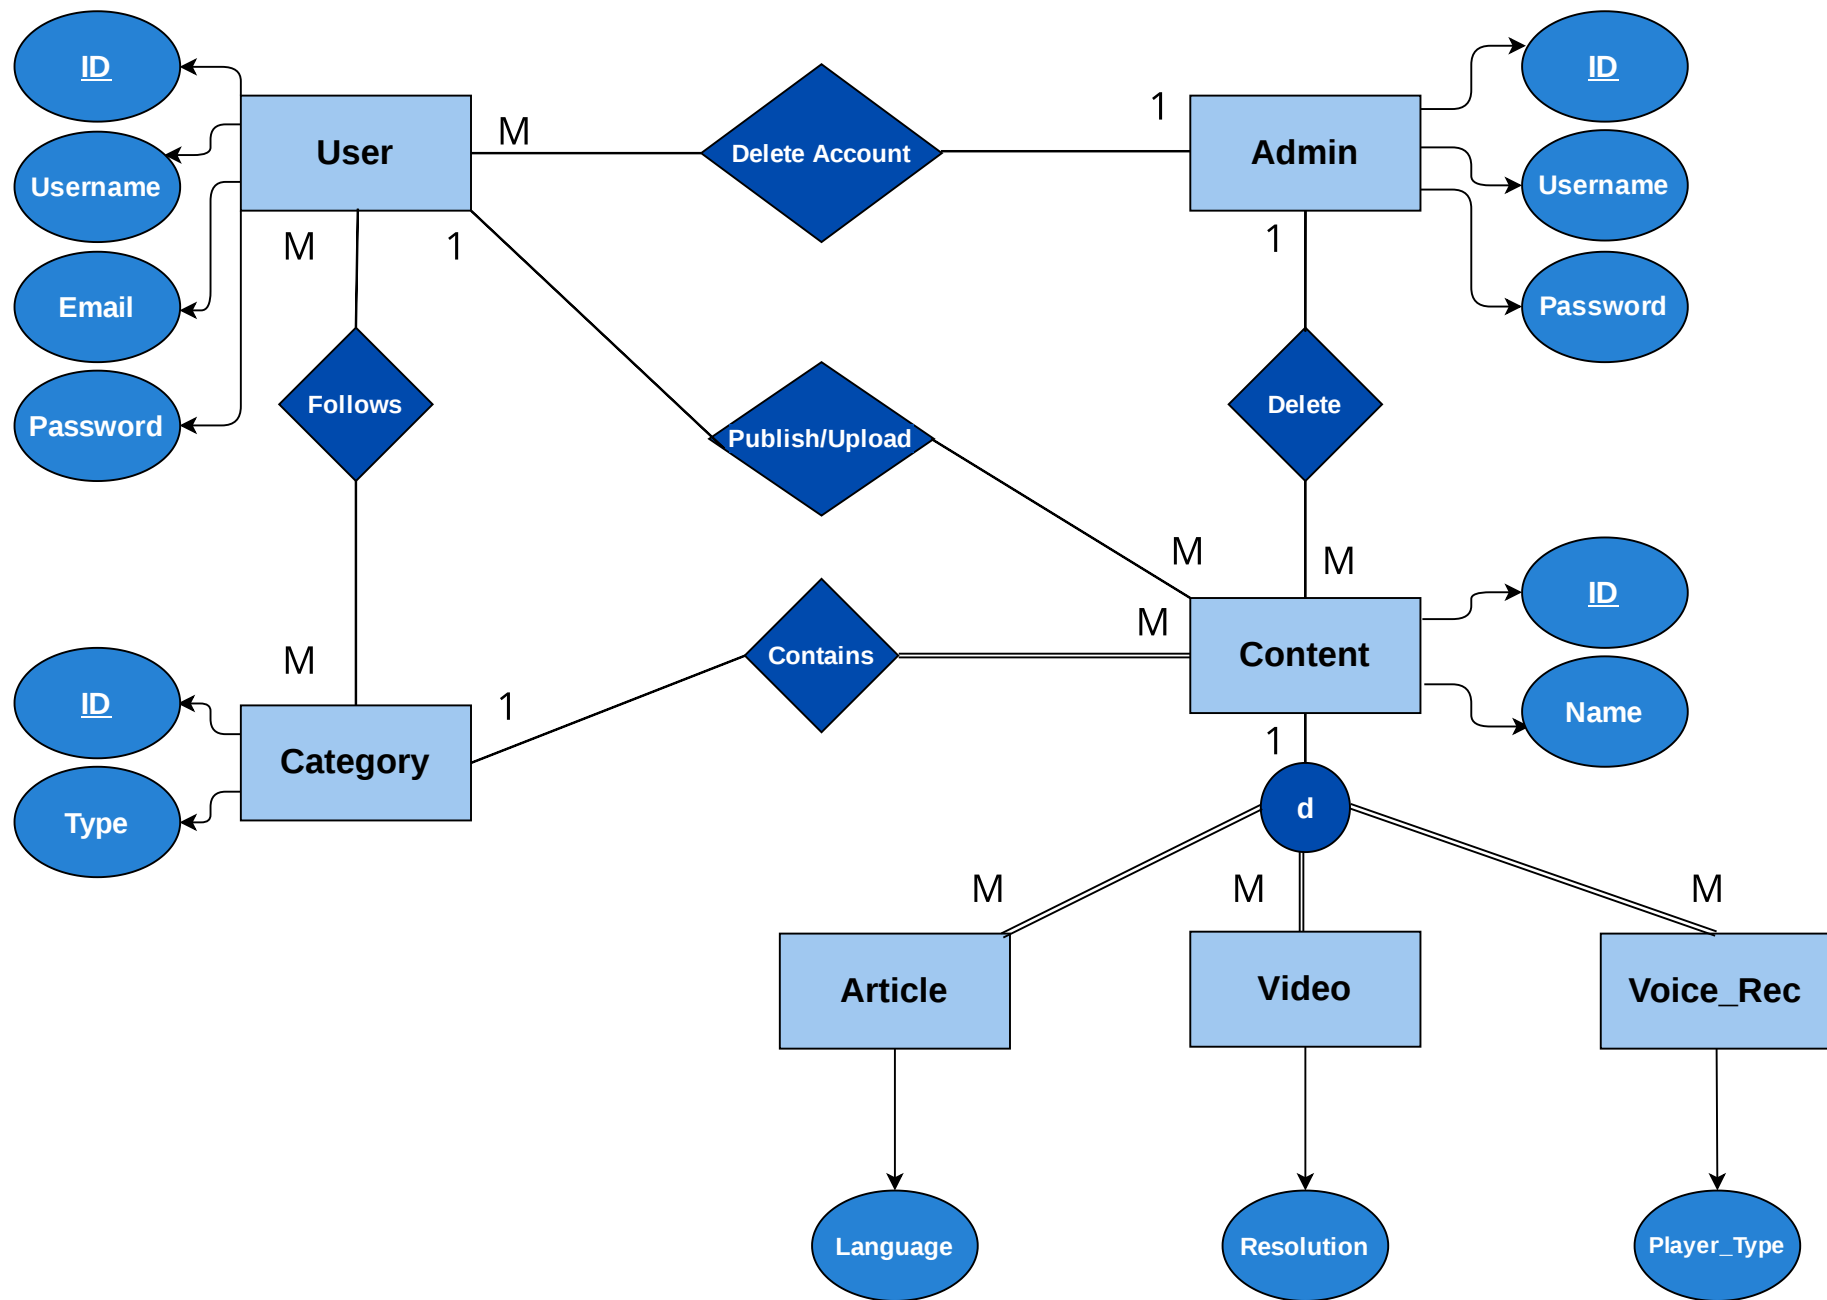 ID
User
M
Delete Account
1
Admin
ID
Username
Username
M
1
1
Email
Password
Password
Follows
Publish/Upload
Delete
M
M
ID
M
Contains
M
Content
ID
1
Name
Category
1
Type
d
M
M
M
Article
Video
Voice_Rec
Language
Resolution
Player_Type